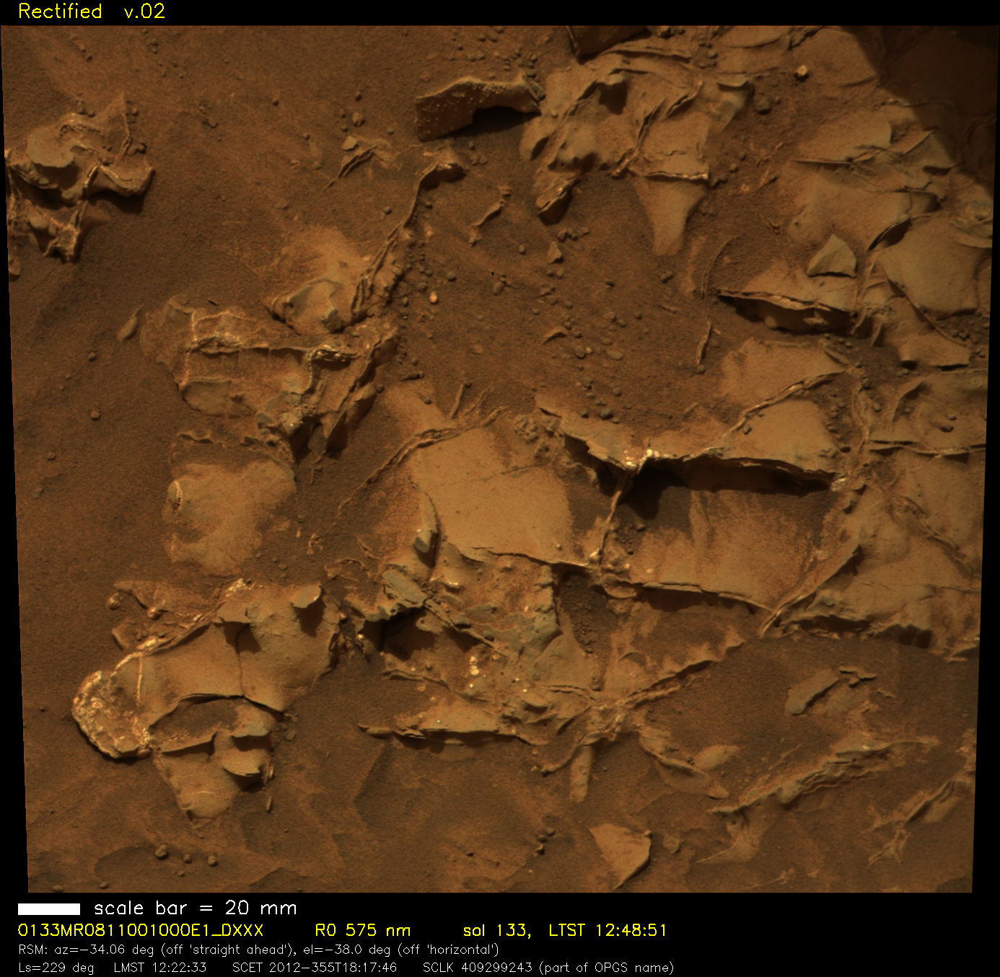 Rectified v.02
scale bar = 20 mm
0133MR0811001000E1_DXXX R0 575 nm sol 133, LTST 12:48:51
RSM: az=-34.06 deg (off 'straight ahead'), el=-38.0 deg (off 'horizontal')
Ls=229 deg LMST 12:22:33 SCET 2012-355T18:17:46 SCLK 409299243 (part of OPGS name)